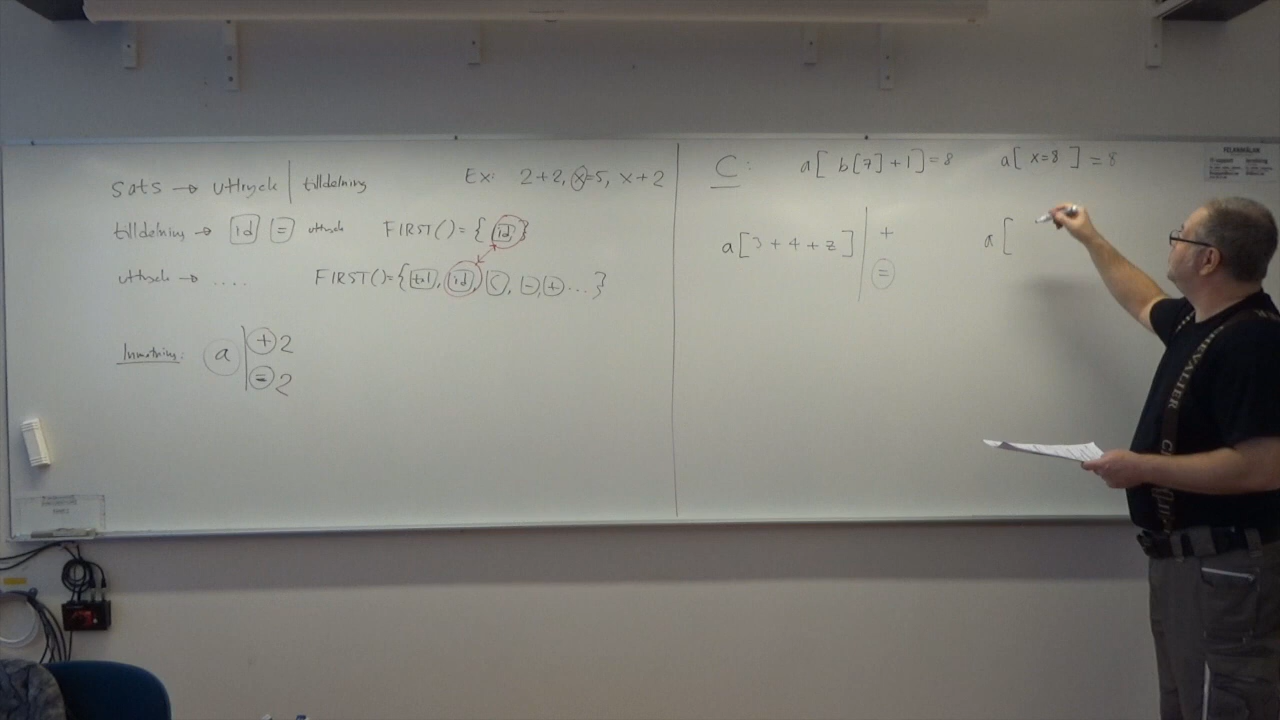 sats → uttryck | tilldelning
Ex: 2+2, x=5, x+2
tilldelning → id = uttryck
FIRST()={ id }
uttryck → ....
FIRST()={ tal, id, (, -, + ... }
Inmatning: a + 2
= 2
C: a[ b[7]+1]=8 a[ x=8 ] = 8
a[3+4+z] +
=
a[
CHEVALIER